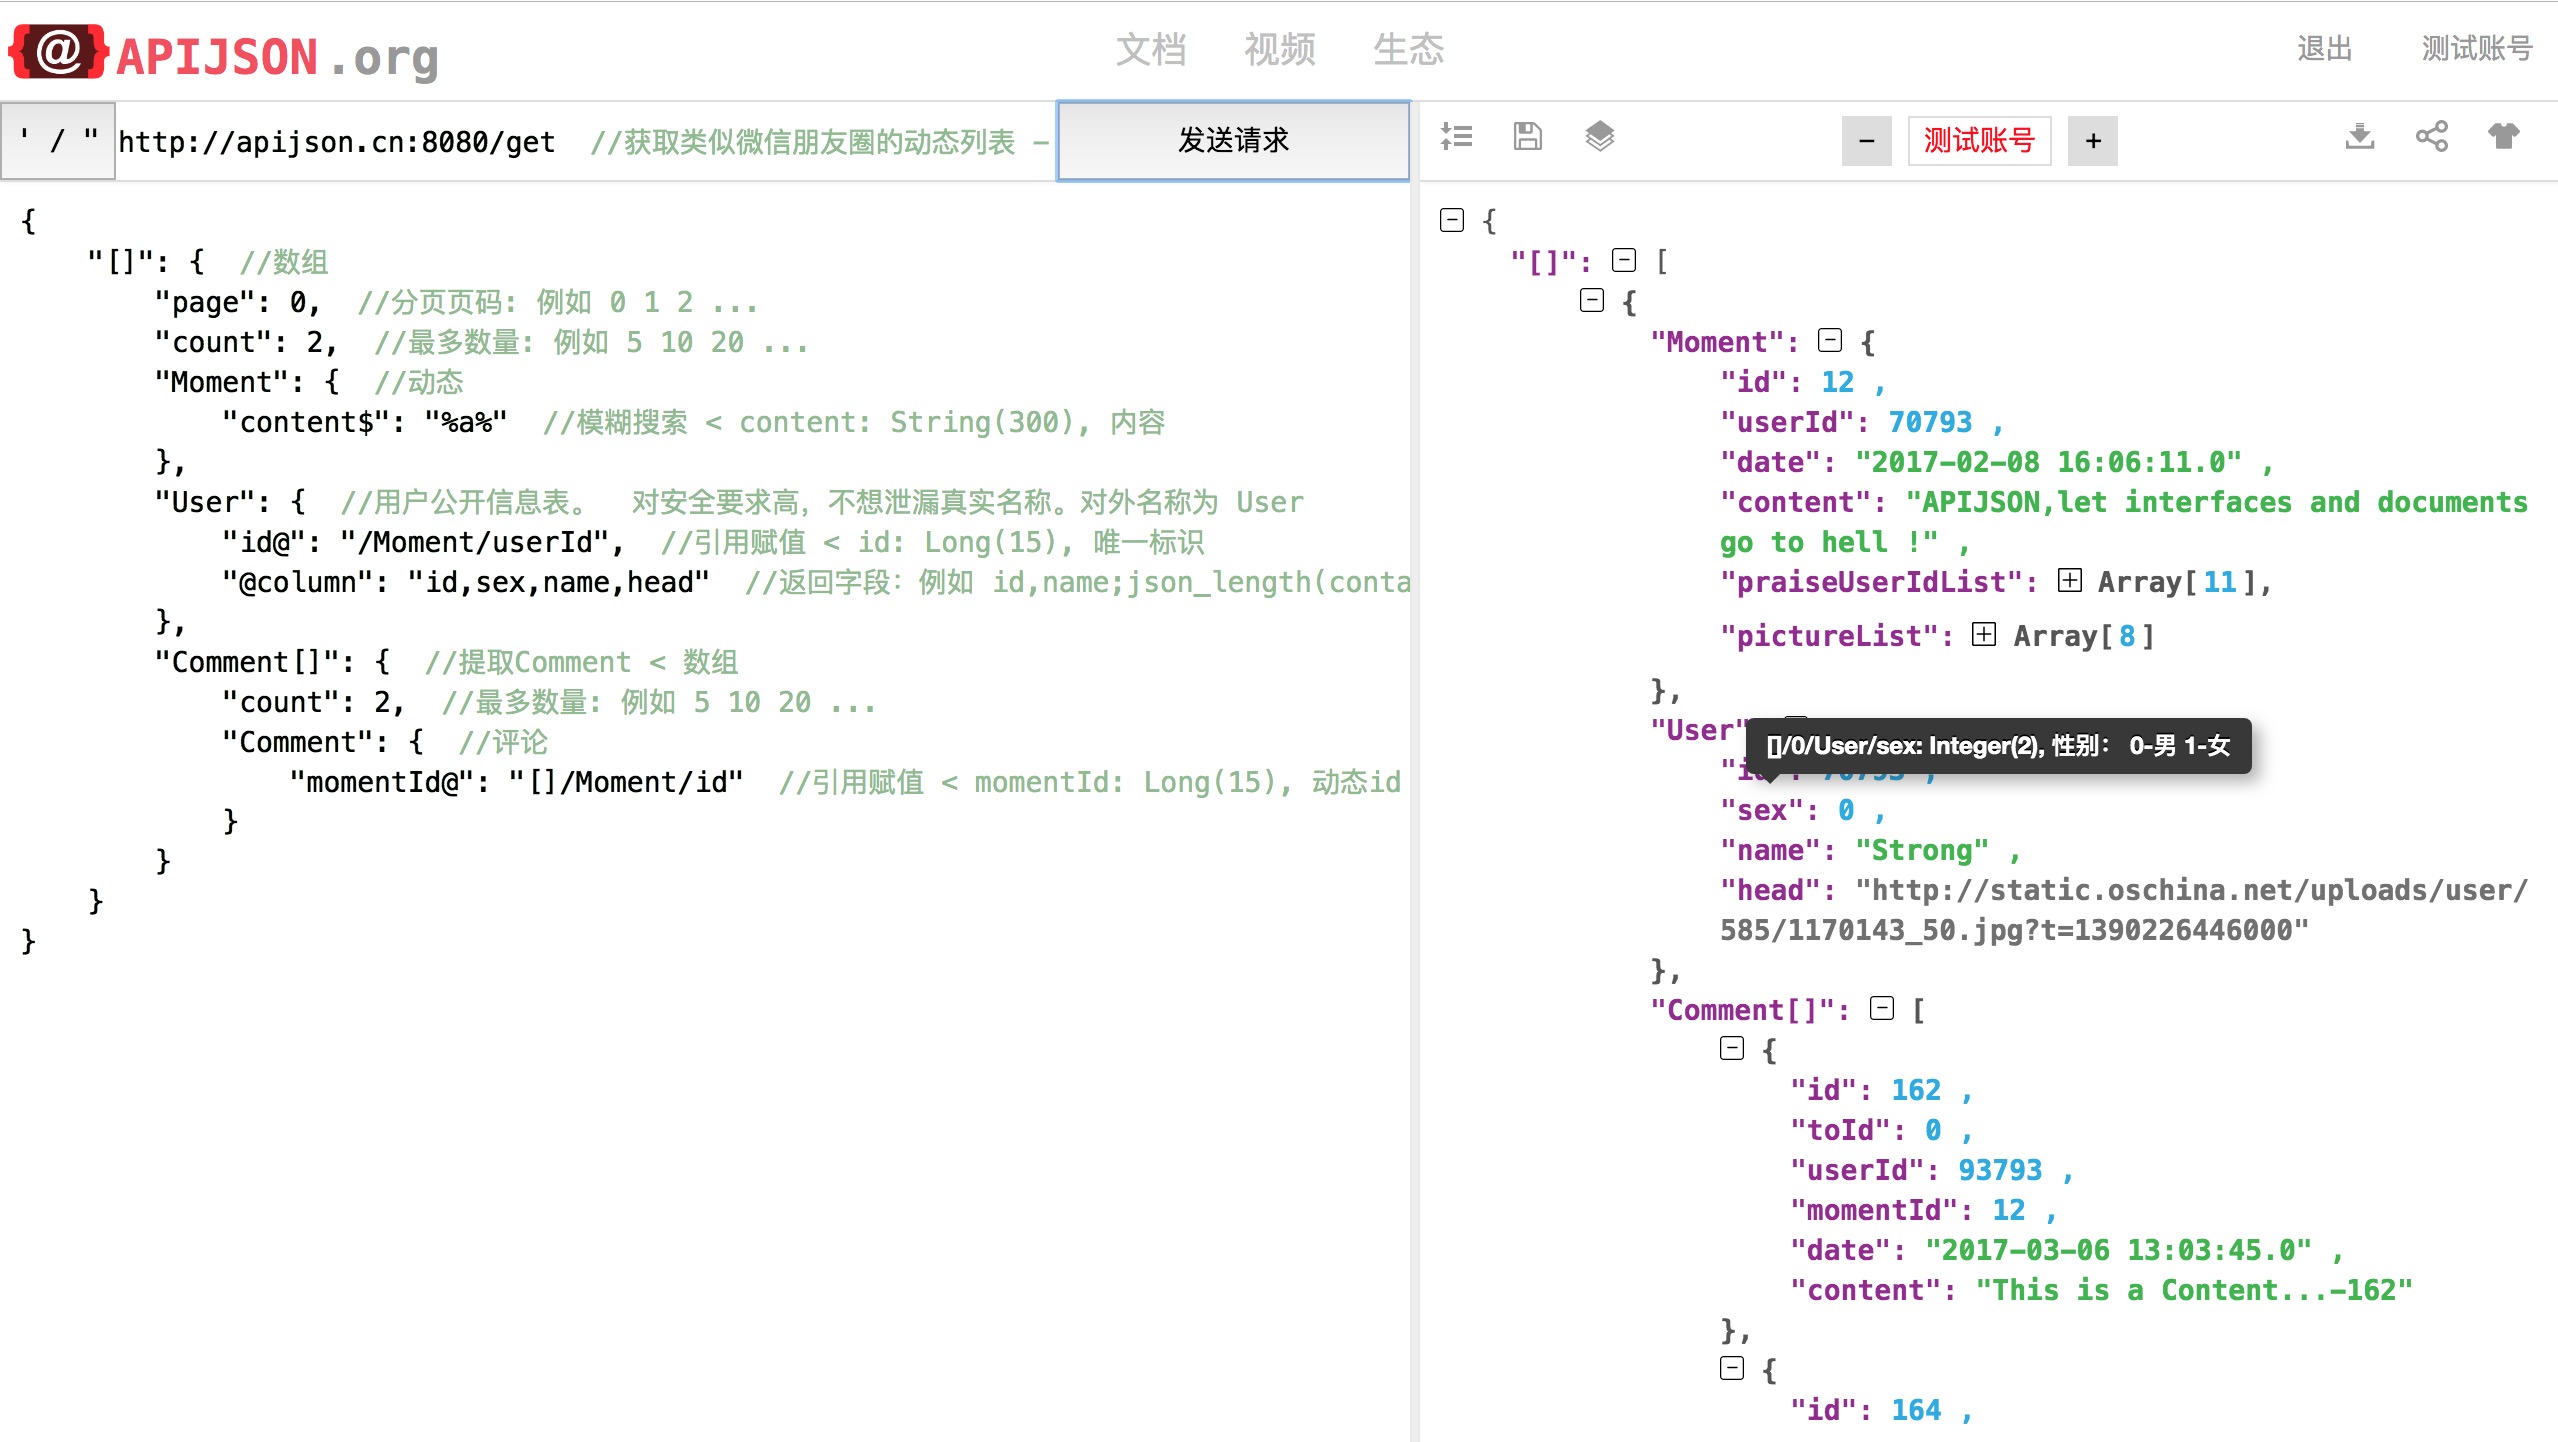 {@}APIJSON.org
文档 视频 生态
退出 测试账号
' / " http://apijson.cn:8080/get //获取类似微信朋友圈的动态列表 – 发送请求
– 测试账号 +
{
"[]": { //数组
"page": 0, //分页页码: 例如 0 1 2 ...
"count": 2, //最多数量: 例如 5 10 20 ...
"Moment": { //动态
"content$": "%a%" //模糊搜索 < content: String(300), 内容
},
"User": { //用户公开信息表。 对安全要求高，不想泄漏真实名称。对外名称为 User
"id@": "/Moment/userId", //引用赋值 < id: Long(15), 唯一标识
"@column": "id,sex,name,head" //返回字段: 例如 id,name;json_length(conta
},
"Comment[]": { //提取Comment < 数组
"count": 2, //最多数量: 例如 5 10 20 ...
"Comment": { //评论
"momentId@": "[]/Moment/id" //引用赋值 < momentId: Long(15), 动态id
}
}
}
}
{
"[]": [
{
"Moment": {
"id": 12 ,
"userId": 70793 ,
"date": "2017-02-08 16:06:11.0" ,
"content": "APIJSON,let interfaces and documents
go to hell !" ,
"praiseUserIdList": Array[11],
"pictureList": Array[8]
},
"User"
[]/0/User/sex: Integer(2), 性别： 0-男 1-女
"id": 70793 ,
"sex": 0 ,
"name": "Strong" ,
"head": "http://static.oschina.net/uploads/user/
585/1170143_50.jpg?t=1390226446000"
},
"Comment[]": [
{
"id": 162 ,
"toId": 0 ,
"userId": 93793 ,
"momentId": 12 ,
"date": "2017-03-06 13:03:45.0" ,
"content": "This is a Content...-162"
},
{
"id": 164 ,